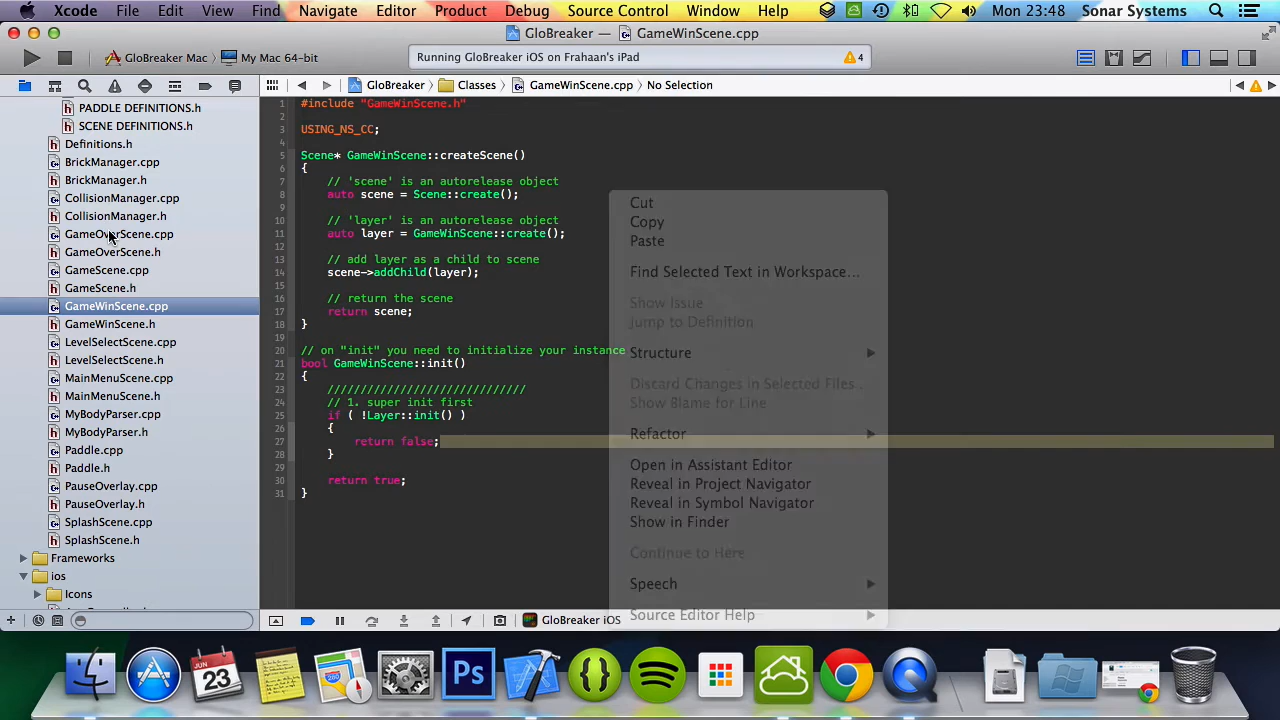 Xcode File Edit View Find Navigate Editor Product Debug Source Control Window Help Mon 23:48 Sonar Systems
GloBreaker — GameWinScene.cpp
GloBreaker Mac My Mac 64-bit
Running GloBreaker iOS on Frahaan's iPad 4
GloBreaker Classes GameWinScene.cpp No Selection
PADDLE DEFINITIONS.h
SCENE DEFINITIONS.h
Definitions.h
BrickManager.cpp
BrickManager.h
CollisionManager.cpp
CollisionManager.h
GameOverScene.cpp
GameOverScene.h
GameScene.cpp
GameScene.h
GameWinScene.cpp
GameWinScene.h
LevelSelectScene.cpp
LevelSelectScene.h
MainMenuScene.cpp
MainMenuScene.h
MyBodyParser.cpp
MyBodyParser.h
Paddle.cpp
Paddle.h
PauseOverlay.cpp
PauseOverlay.h
SplashScene.cpp
SplashScene.h
Frameworks
ios
Icons
1 #include "GameWinScene.h"
2
3 USING_NS_CC;
4
5 Scene* GameWinScene::createScene()
6 {
7 // 'scene' is an autorelease object
8 auto scene = Scene::create();
9
10 // 'layer' is an autorelease object
11 auto layer = GameWinScene::create();
12
13 // add layer as a child to scene
14 scene->addChild(layer);
15
16 // return the scene
17 return scene;
18 }
19
20 // on "init" you need to initialize your instance
21 bool GameWinScene::init()
22 {
23 //////////////////////////////
24 // 1. super init first
25 if ( !Layer::init() )
26 {
27 return false;
28 }
29
30 return true;
31 }
Cut
Copy
Paste
Find Selected Text in Workspace...
Show Issue
Jump to Definition
Structure
Discard Changes in Selected Files...
Show Blame for Line
Refactor
Open in Assistant Editor
Reveal in Project Navigator
Reveal in Symbol Navigator
Show in Finder
Continue to Here
Speech
Source Editor Help
GloBreaker iOS
JUN
23
Ps